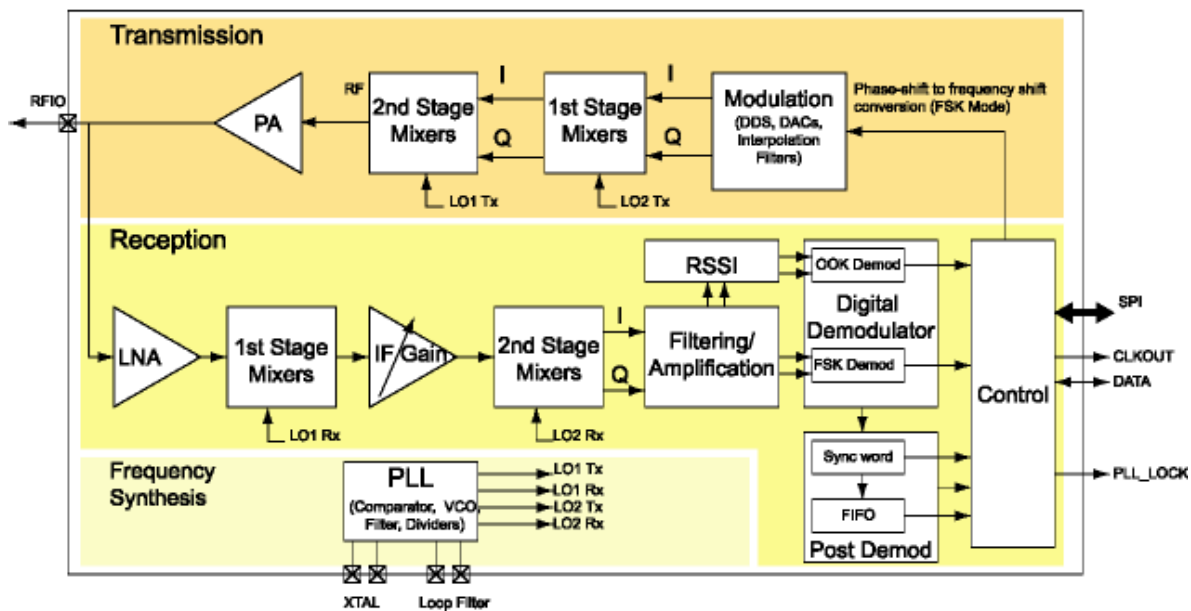 Transmission
RFIO
PA
RF
2nd Stage
Mixers
I
Q
1st Stage
Mixers
I
Q
Modulation
(DDS, DACs,
Interpolation
Filters)
Phase-shift to frequency shift
conversion (FSK Mode)
LO1 Tx
LO2 Tx
Reception
LNA
1st Stage
Mixers
IF Gain
2nd Stage
Mixers
I
Q
RSSI
Filtering/
Amplification
OOK Demod
Digital
Demodulator
FSK Demod
Control
SPI
CLKOUT
DATA
PLL_LOCK
LO1 Rx
LO2 Rx
Sync word
FIFO
Post Demod
Frequency
Synthesis
PLL
(Comparator, VCO,
Filter, Dividers)
LO1 Tx
LO1 Rx
LO2 Tx
LO2 Rx
XTAL
Loop Filter